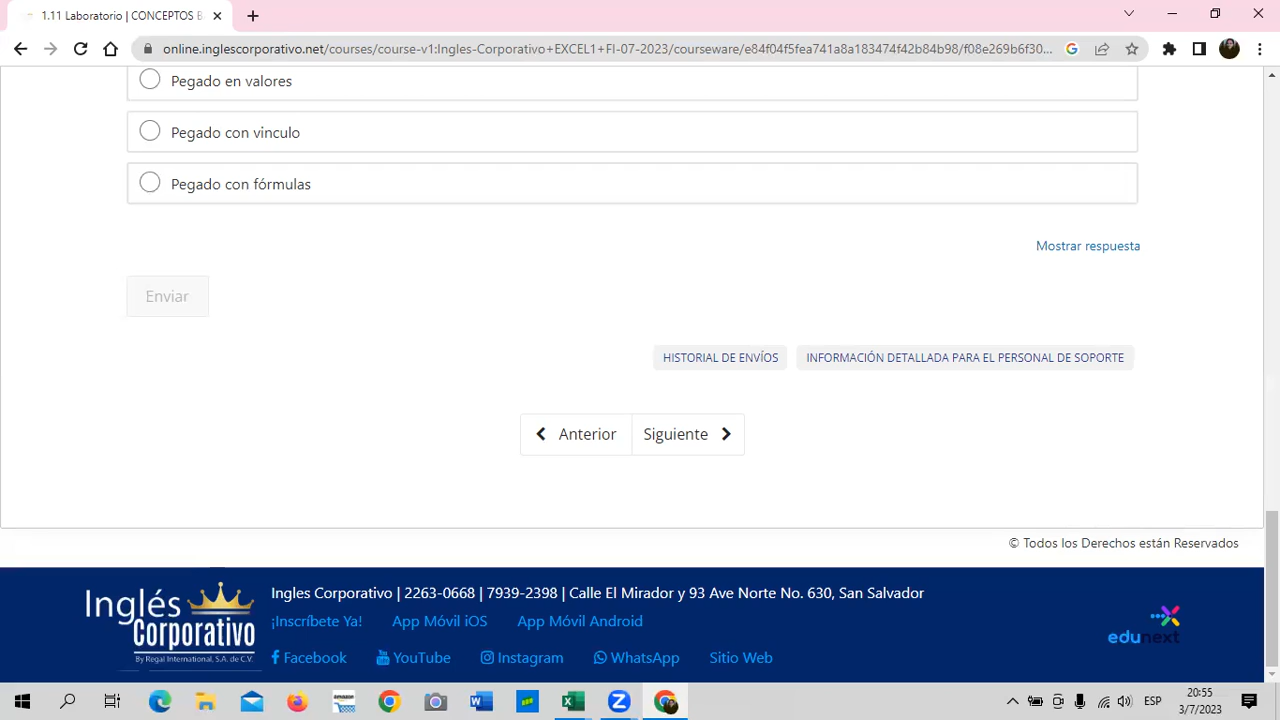 1.11 Laboratorio | CONCEPTOS B
online.inglescorporativo.net/courses/course-v1:Ingles-Corporativo+EXCEL1+FI-07-2023/courseware/e84f04f5fea741a3a183474f42b84b98/f08e269b6f30...
Pegado en valores
Pegado con vinculo
Pegado con fórmulas
Mostrar respuesta
Enviar
HISTORIAL DE ENVÍOS
INFORMACIÓN DETALLADA PARA EL PERSONAL DE SOPORTE
Anterior
Siguiente
© Todos los Derechos están Reservados
Inglés Corporativo
By Regal International, S.A. de C.V.
Ingles Corporativo | 2263-0668 | 7939-2398 | Calle El Mirador y 93 Ave Norte No. 630, San Salvador
¡Inscríbete Ya! App Móvil iOS App Móvil Android
Facebook YouTube Instagram WhatsApp Sitio Web
edunext
ESP
20:55
3/7/2023